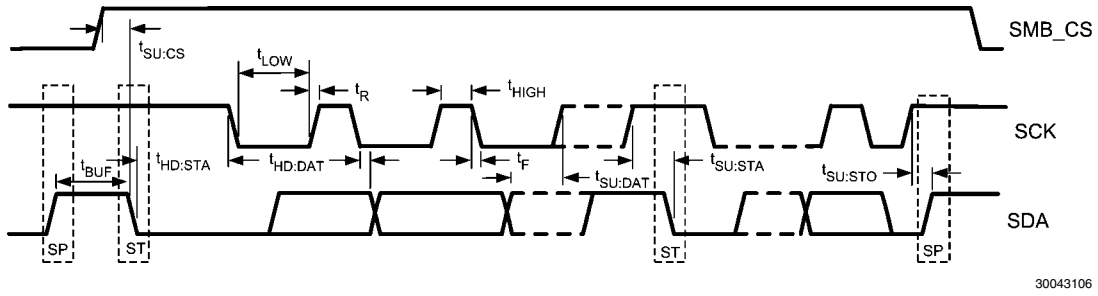 SMB_CS
tSU:CS
tLOW
tR
tHIGH
SCK
tBUF
tHD:STA
tHD:DAT
tF
tSU:DAT
tSU:STA
tSU:STO
SDA
SP
ST
ST
SP
30043106